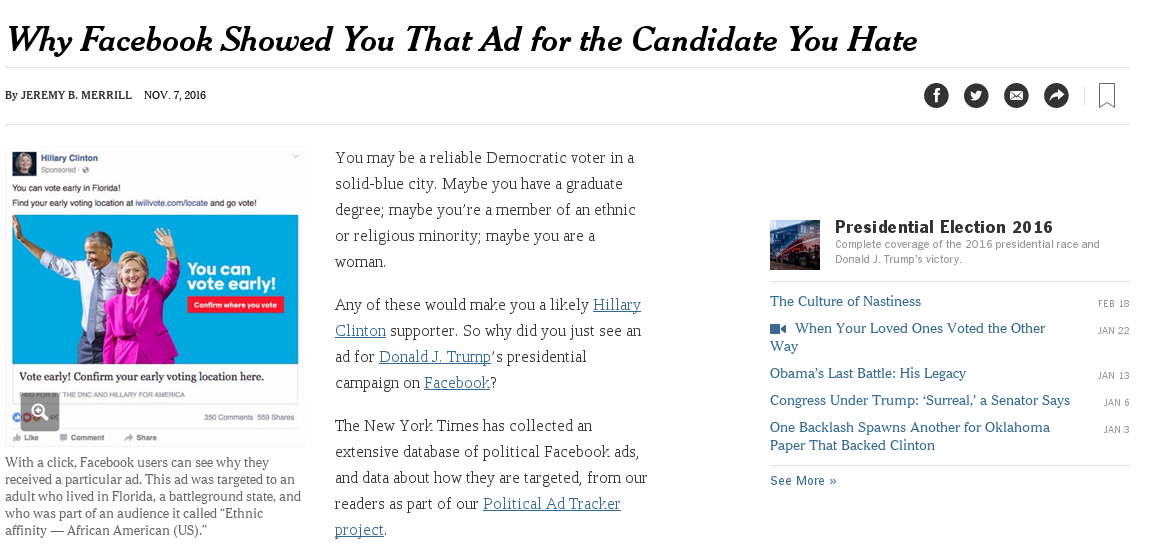 Why Facebook Showed You That Ad for the Candidate You Hate
By JEREMY B. MERRILL NOV. 7, 2016
Hillary Clinton
Sponsored ·
You can vote early in Florida!
Find your early voting location at iwillvote.com/locate and go vote!
You can
vote early!
Confirm where you vote
Vote early! Confirm your early voting location here.
PAID FOR BY THE DNC AND HILLARY FOR AMERICA
350 Comments 559 Shares
Like Comment Share
With a click, Facebook users can see why they
received a particular ad. This ad was targeted to an
adult who lived in Florida, a battleground state, and
who was part of an audience it called “Ethnic
affinity — African American (US).”
You may be a reliable Democratic voter in a
solid-blue city. Maybe you have a graduate
degree; maybe you’re a member of an ethnic
or religious minority; maybe you are a
woman.
Any of these would make you a likely Hillary
Clinton supporter. So why did you just see an
ad for Donald J. Trump’s presidential
campaign on Facebook?
The New York Times has collected an
extensive database of political Facebook ads,
and data about how they are targeted, from our
readers as part of our Political Ad Tracker
project.
Presidential Election 2016
Complete coverage of the 2016 presidential race and
Donald J. Trump’s victory.
The Culture of Nastiness FEB 18
When Your Loved Ones Voted the Other JAN 22
Way
Obama’s Last Battle: His Legacy JAN 13
Congress Under Trump: ‘Surreal,’ a Senator Says JAN 6
One Backlash Spawns Another for Oklahoma JAN 3
Paper That Backed Clinton
See More »